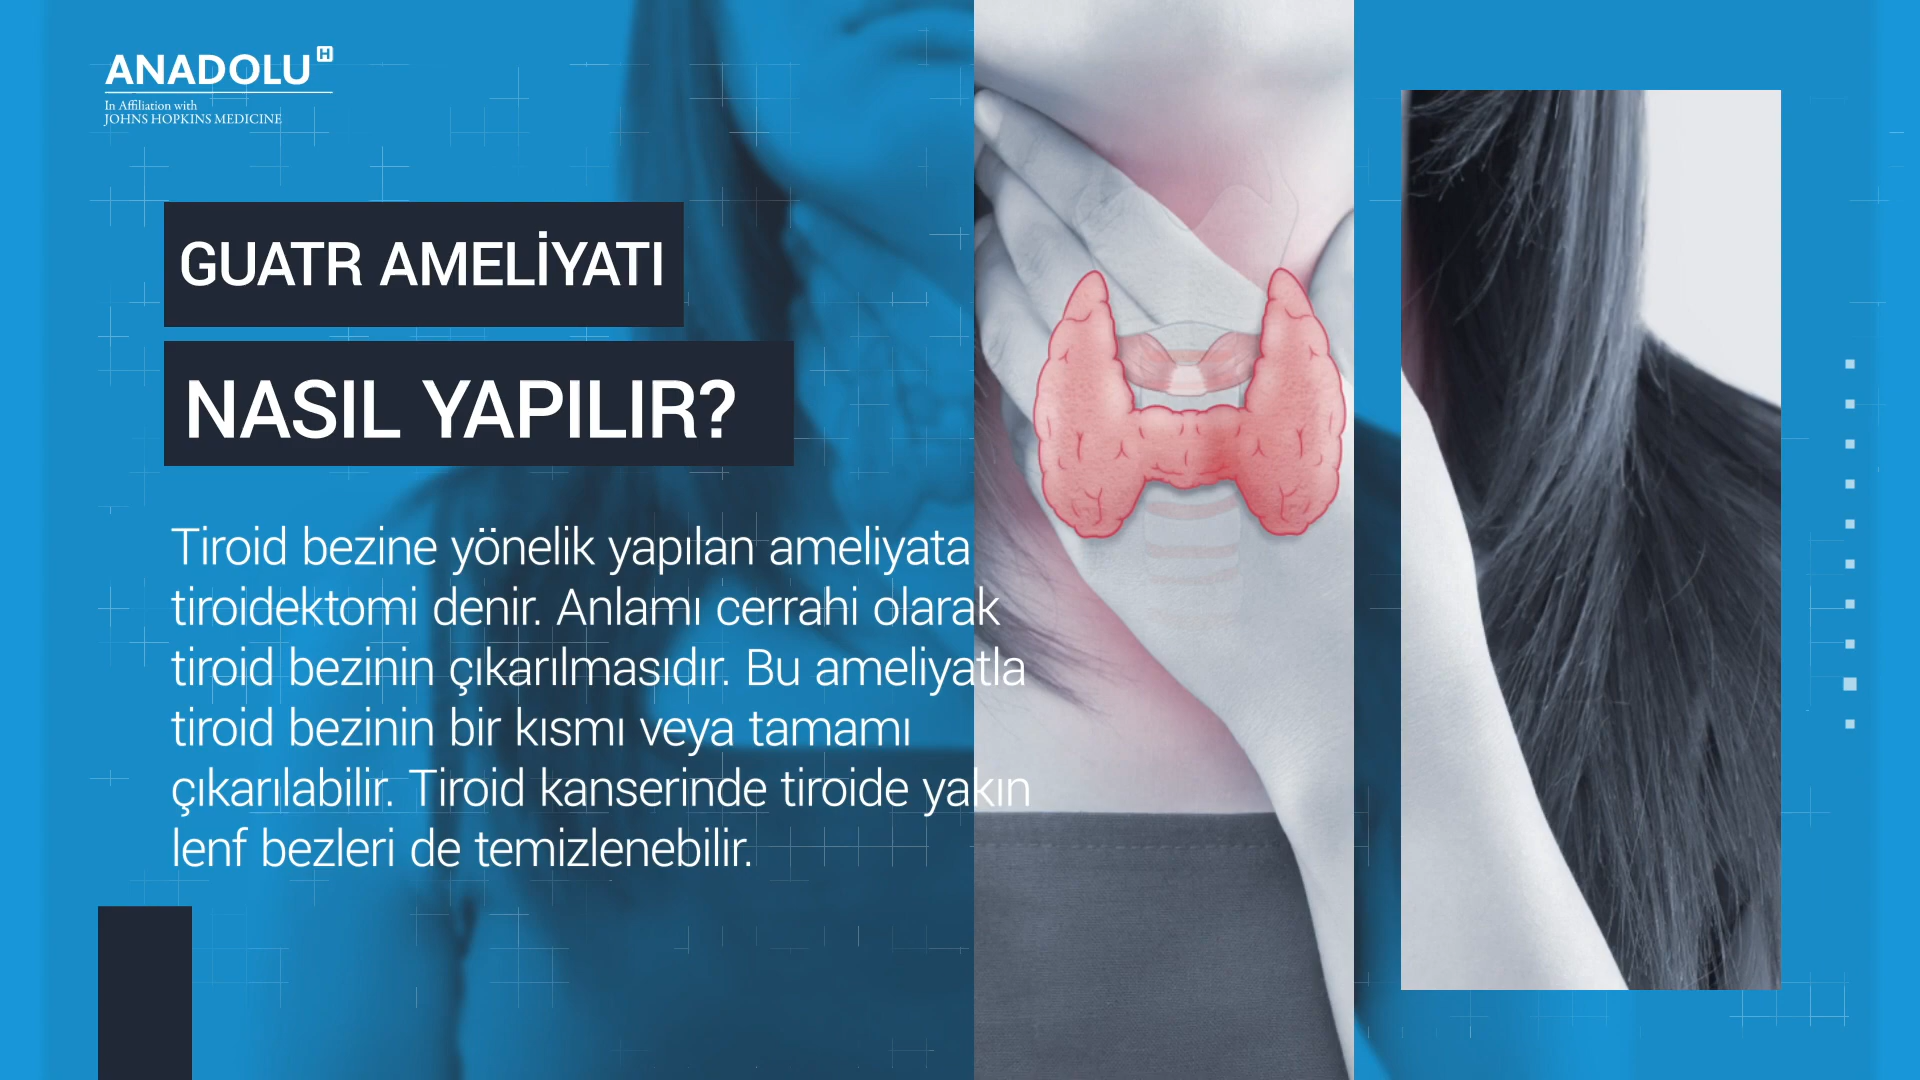 ANADOLU H
In Affiliation with
JOHNS HOPKINS MEDICINE
GUATR AMELİYATI
NASIL YAPILIR?
Tiroid bezine yönelik yapılan ameliyata
tiroidektomi denir. Anlamı cerrahi olarak
tiroid bezinin çıkarılmasıdır. Bu ameliyatla
tiroid bezinin bir kısmı veya tamamı
çıkarılabilir. Tiroid kanserinde tiroide yakın
lenf bezleri de temizlenebilir.